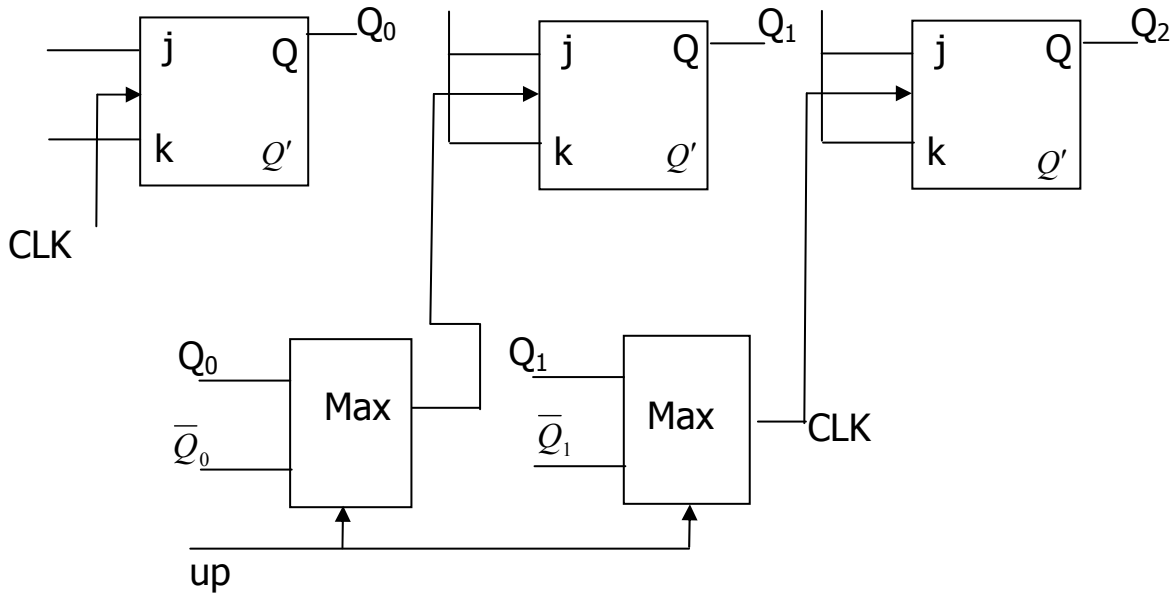 j Q Q₀
k Q′
CLK
j Q Q₁
k Q′
j Q Q₂
k Q′
Q₀
Q̅₀
Max
Q₁
Q̅₁
Max
CLK
up